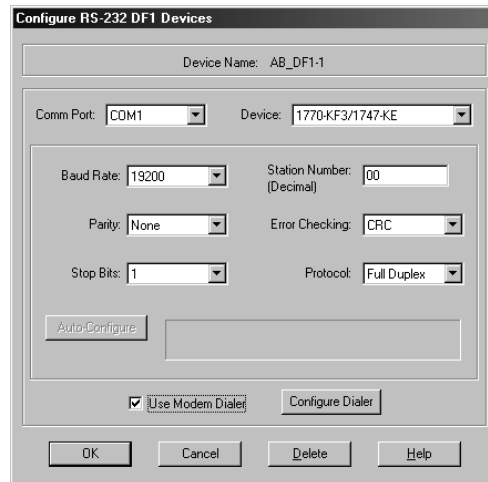 Configure RS-232 DF1 Devices
Device Name: AB_DF1-1
Comm Port: COM1 Device: 1770-KF3/1747-KE
Baud Rate: 19200 Station Number: 00
(Decimal)
Parity: None Error Checking: CRC
Stop Bits: 1 Protocol: Full Duplex
Auto-Configure
Use Modem Dialer Configure Dialer
OK Cancel Delete Help